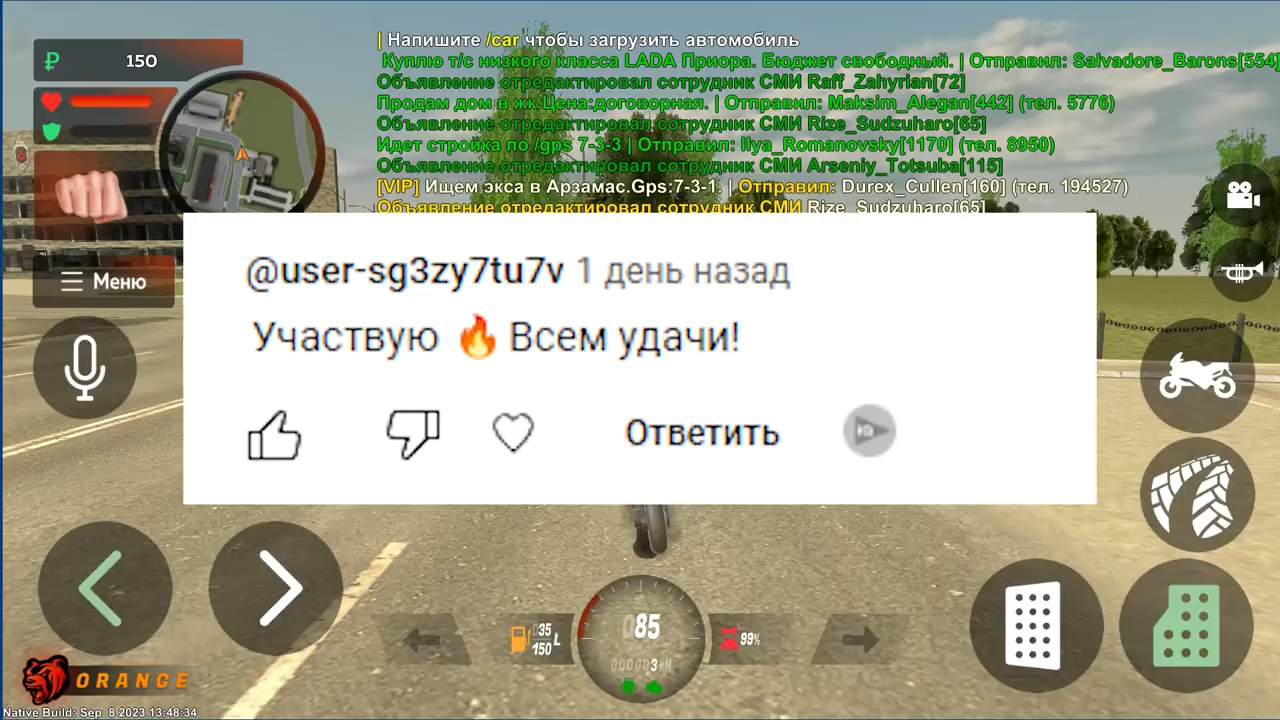 ₽ 150
| Напишите /car чтобы загрузить автомобиль
Куплю т/с низкого класса LADA Приора. Бюджет свободный. | Отправил: Salvadore_Barons[554]
Объявление отредактировал сотрудник СМИ Raff_Zahyrian[72]
Продам дом в жк.Цена:договорная. | Отправил: Maksim_Alegan[442] (тел. 5776)
Объявление отредактировал сотрудник СМИ Rize_Sudzuharo[65]
Идет стройка по /gps 7-3-3 | Отправил: Ilya_Romanovsky[1170] (тел. 8950)
Объявление отредактировал сотрудник СМИ Arseniy_Totsuba[115]
[VIP] Ищем экса в Арзамас.Gps:7-3-1. | Отправил: Durex_Cullen[160] (тел. 194527)
Объявление отредактировал сотрудник СМИ Rize_Sudzuharo[65]
Меню
@user-sg3zy7tu7v 1 день назад
Участвую 🔥 Всем удачи!
Ответить
035
150 L
085
000003 КМ
99%
ORANGE
Native Build: Sep 8 2023 13:48:34